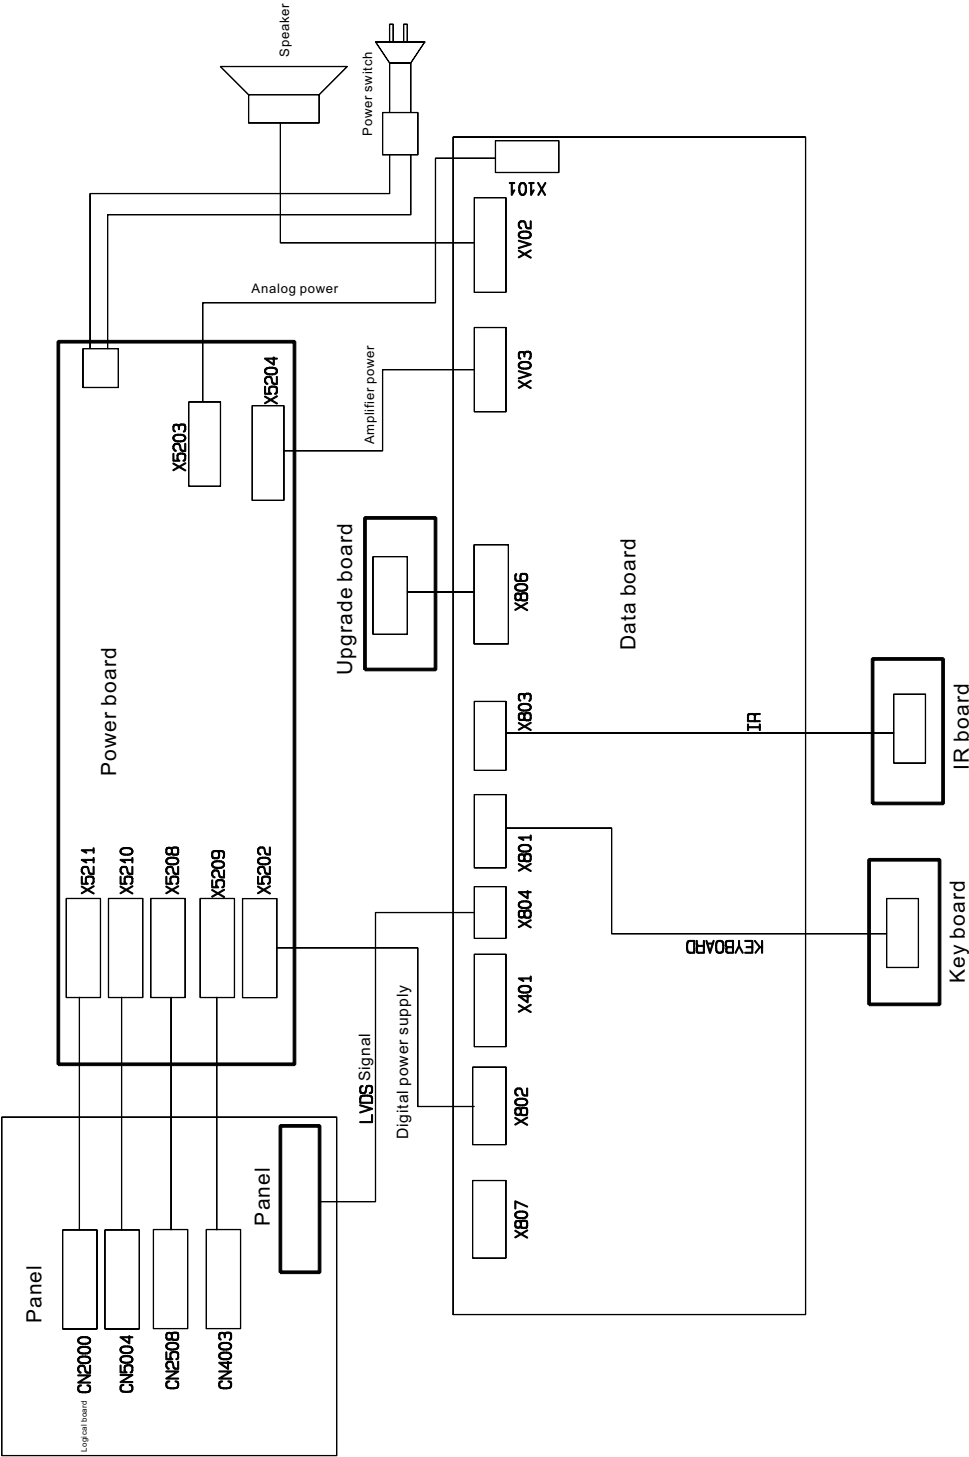 Speaker
Power switch
X101
XV02
Analog power
XV03
Amplifier power
X5204
X5203
Upgrade board
X806
Data board
Power board
X803
IR
IR board
X801
X5211
X5210
X5208
X5209
X5202
X804
KEYBOARD
Key board
X401
LVDS Signal
Digital power supply
X802
Panel
X807
Panel
CN2000
CN5004
CN2508
CN4003
Logical board